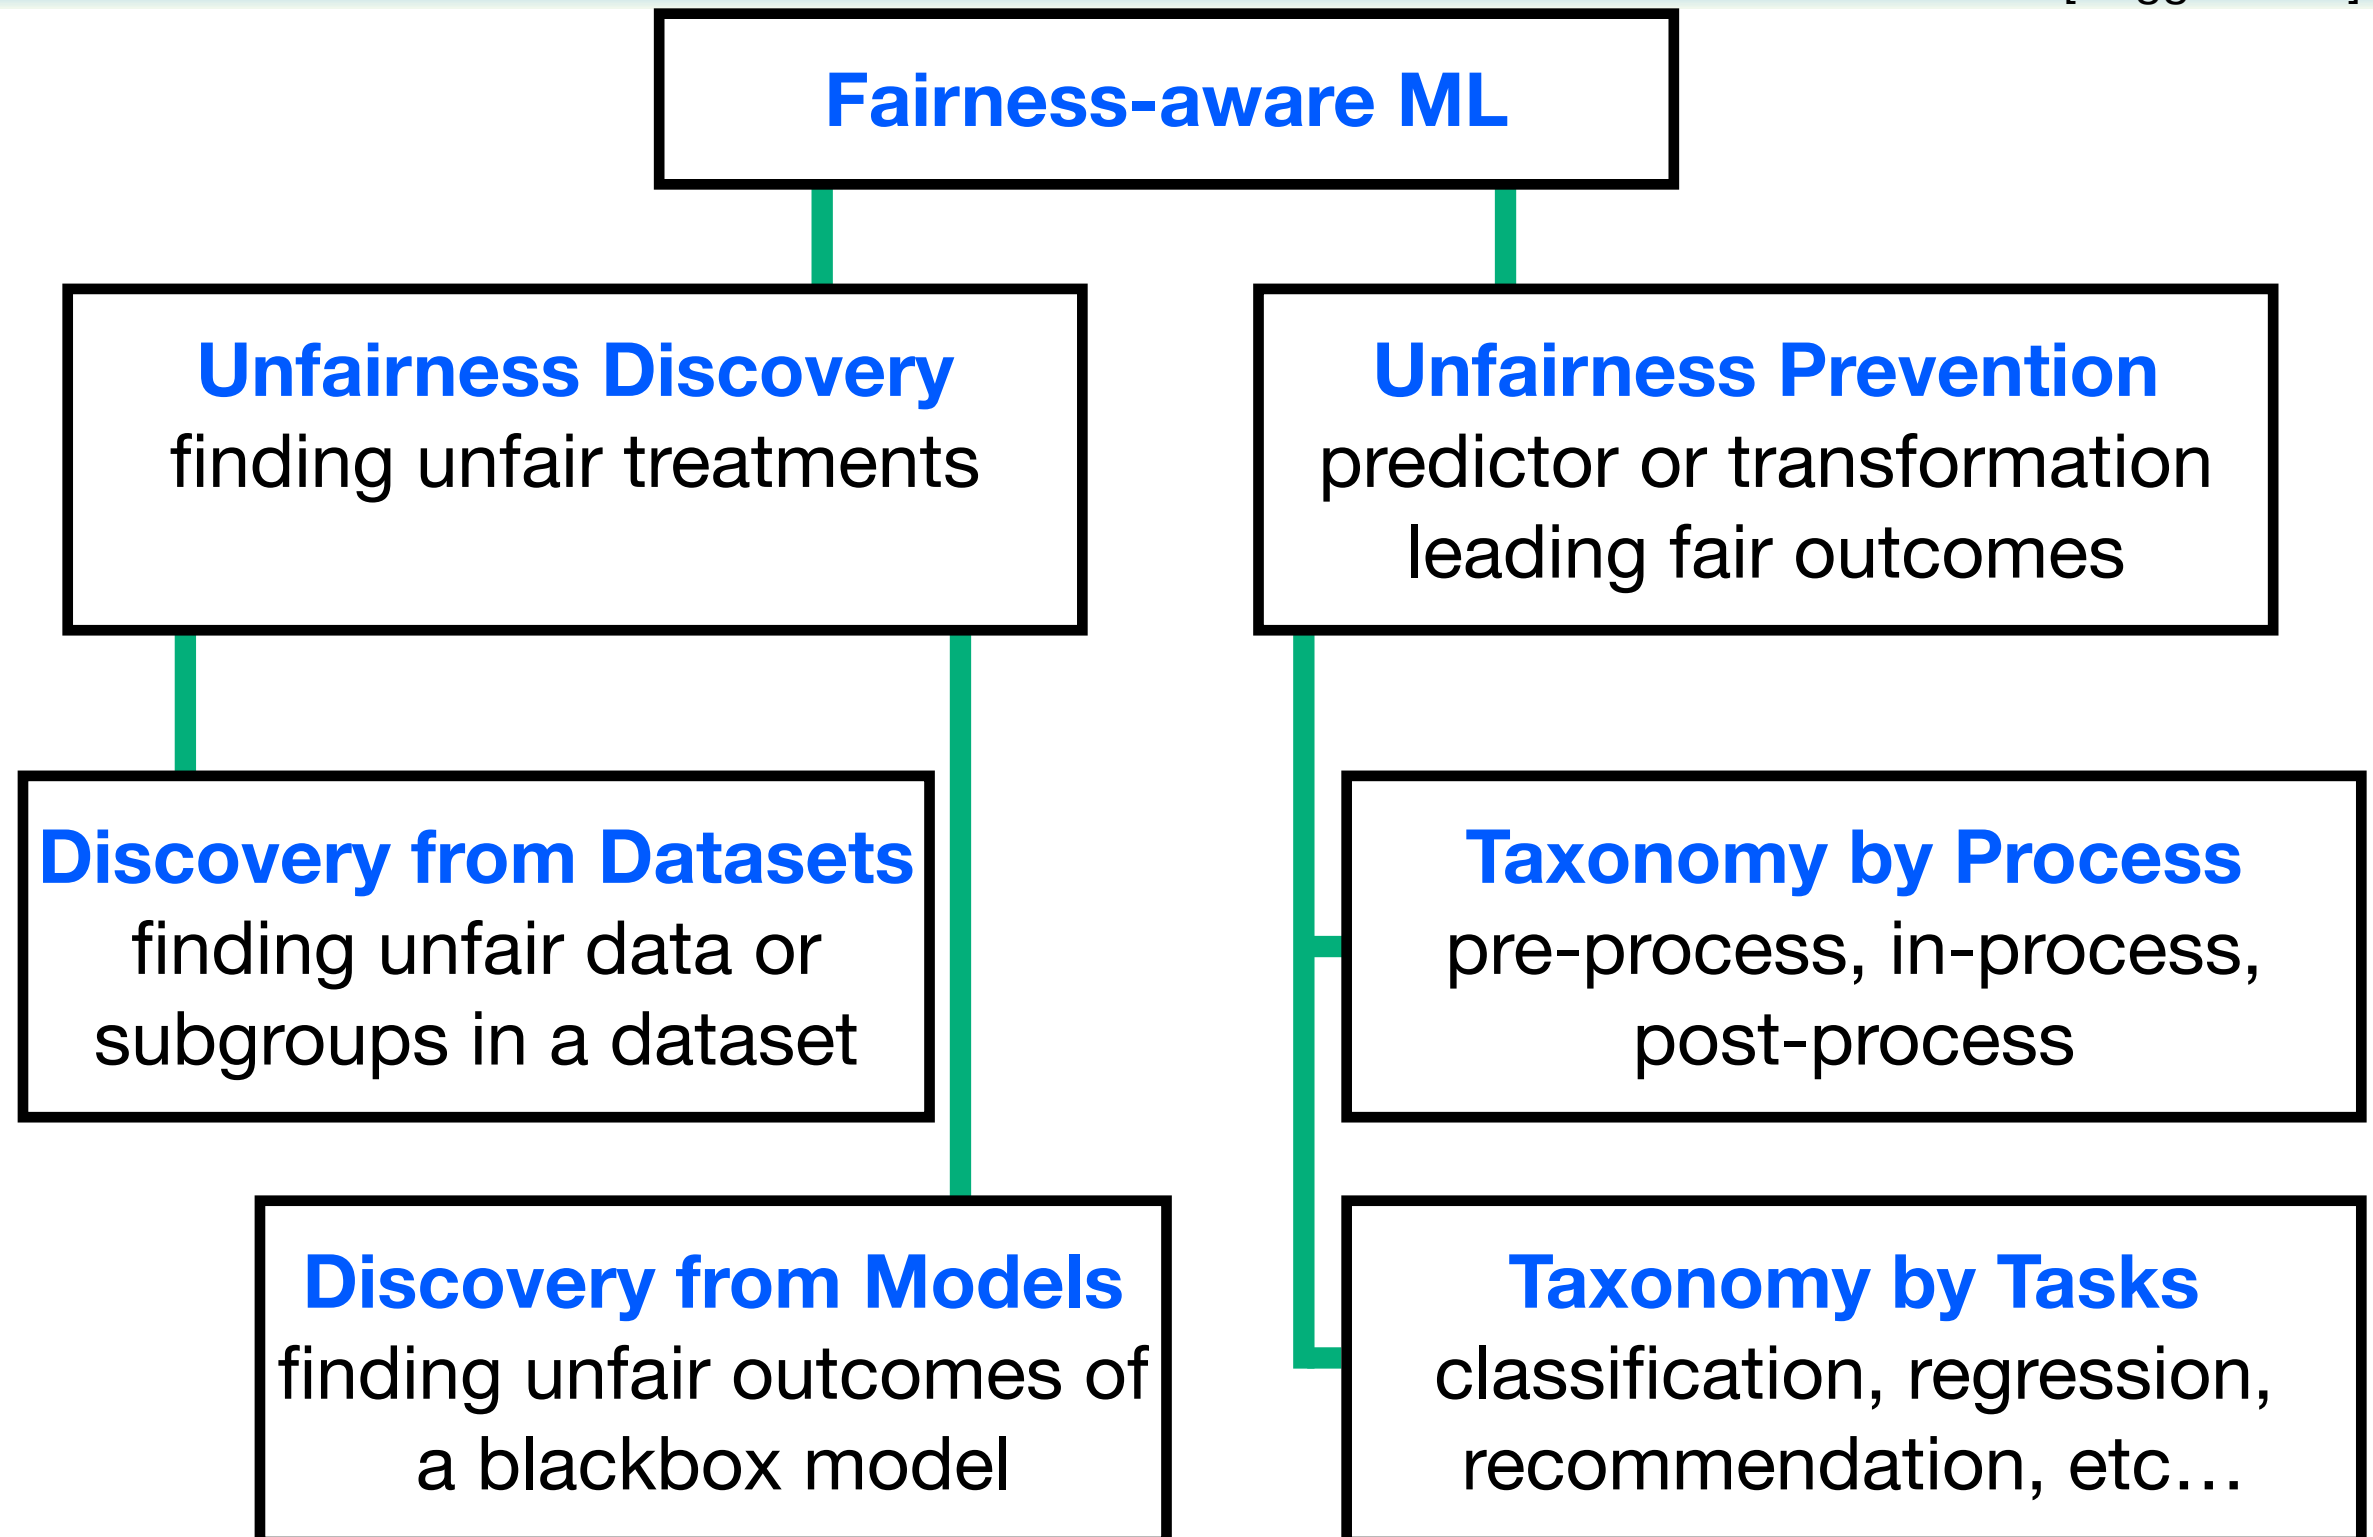 Fairness-aware ML
Unfairness Discovery
finding unfair treatments
Unfairness Prevention
predictor or transformation
leading fair outcomes
Discovery from Datasets
finding unfair data or
subgroups in a dataset
Taxonomy by Process
pre-process, in-process,
post-process
Discovery from Models
finding unfair outcomes of
a blackbox model
Taxonomy by Tasks
classification, regression,
recommendation, etc…